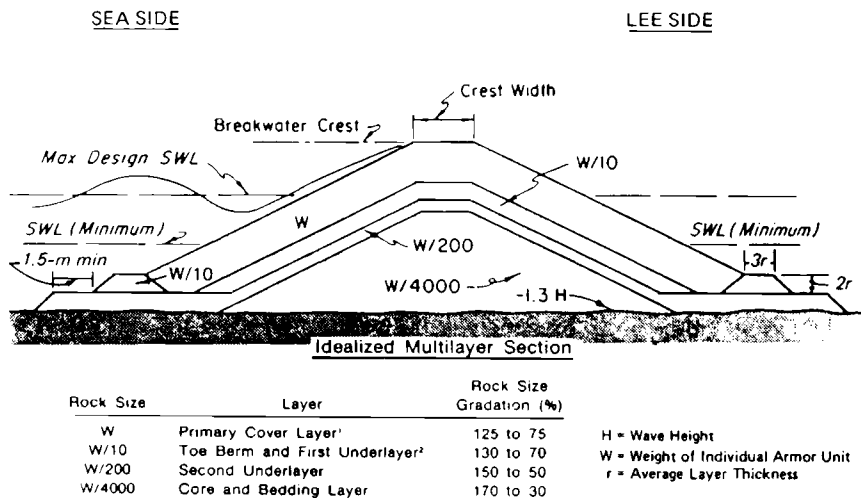 SEA SIDE
LEE SIDE
Crest Width
Breakwater Crest
Max Design SWL
W/10
W
SWL (Minimum)
SWL (Minimum)
1.5-m min
W/10
W/200
3r
2r
W/4000
-1.3 H
Idealized Multilayer Section
Rock Size Layer Rock Size Gradation (%)
W Primary Cover Layer¹ 125 to 75
W/10 Toe Berm and First Underlayer² 130 to 70
W/200 Second Underlayer 150 to 50
W/4000 Core and Bedding Layer 170 to 30
H = Wave Height
W = Weight of Individual Armor Unit
r = Average Layer Thickness